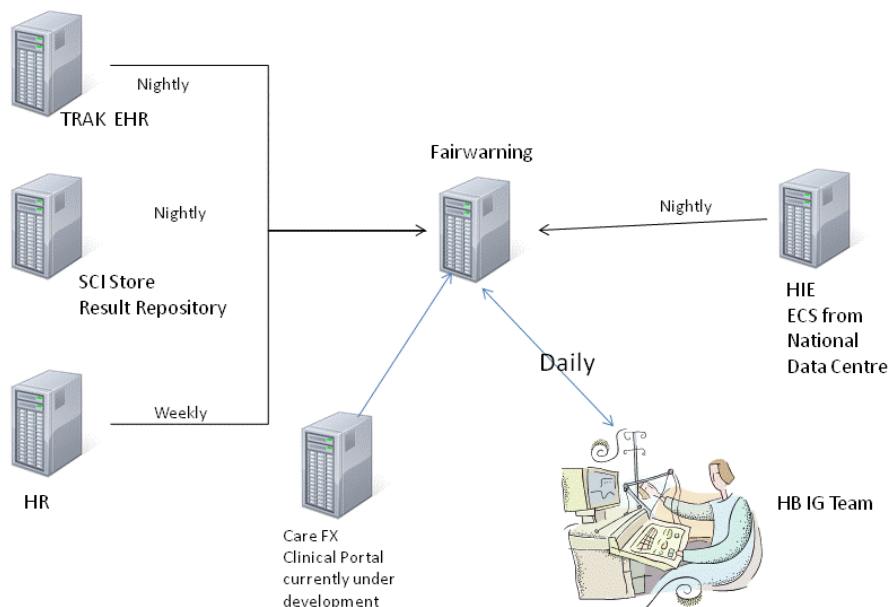 Nightly
TRAK EHR
Fairwarning
Nightly
Nightly
SCI Store
Result Repository
HIE
ECS from
National
Data Centre
Daily
Weekly
HR
Care FX
Clinical Portal
currently under
development
HB IG Team